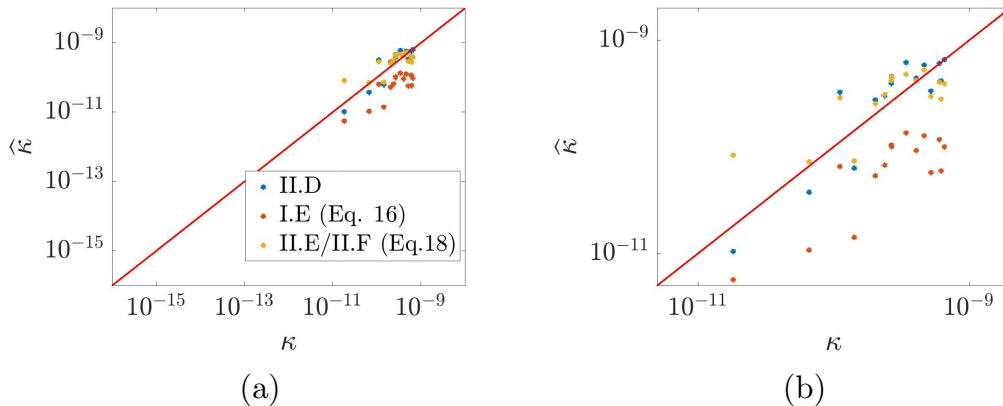 10⁻⁹
10⁻¹¹
10⁻¹³
10⁻¹⁵
κ̂
II.D
I.E (Eq. 16)
II.E/II.F (Eq.18)
10⁻¹⁵ 10⁻¹³ 10⁻¹¹ 10⁻⁹
κ
(a)
10⁻⁹
κ̂
10⁻¹¹
10⁻¹¹ 10⁻⁹
κ
(b)